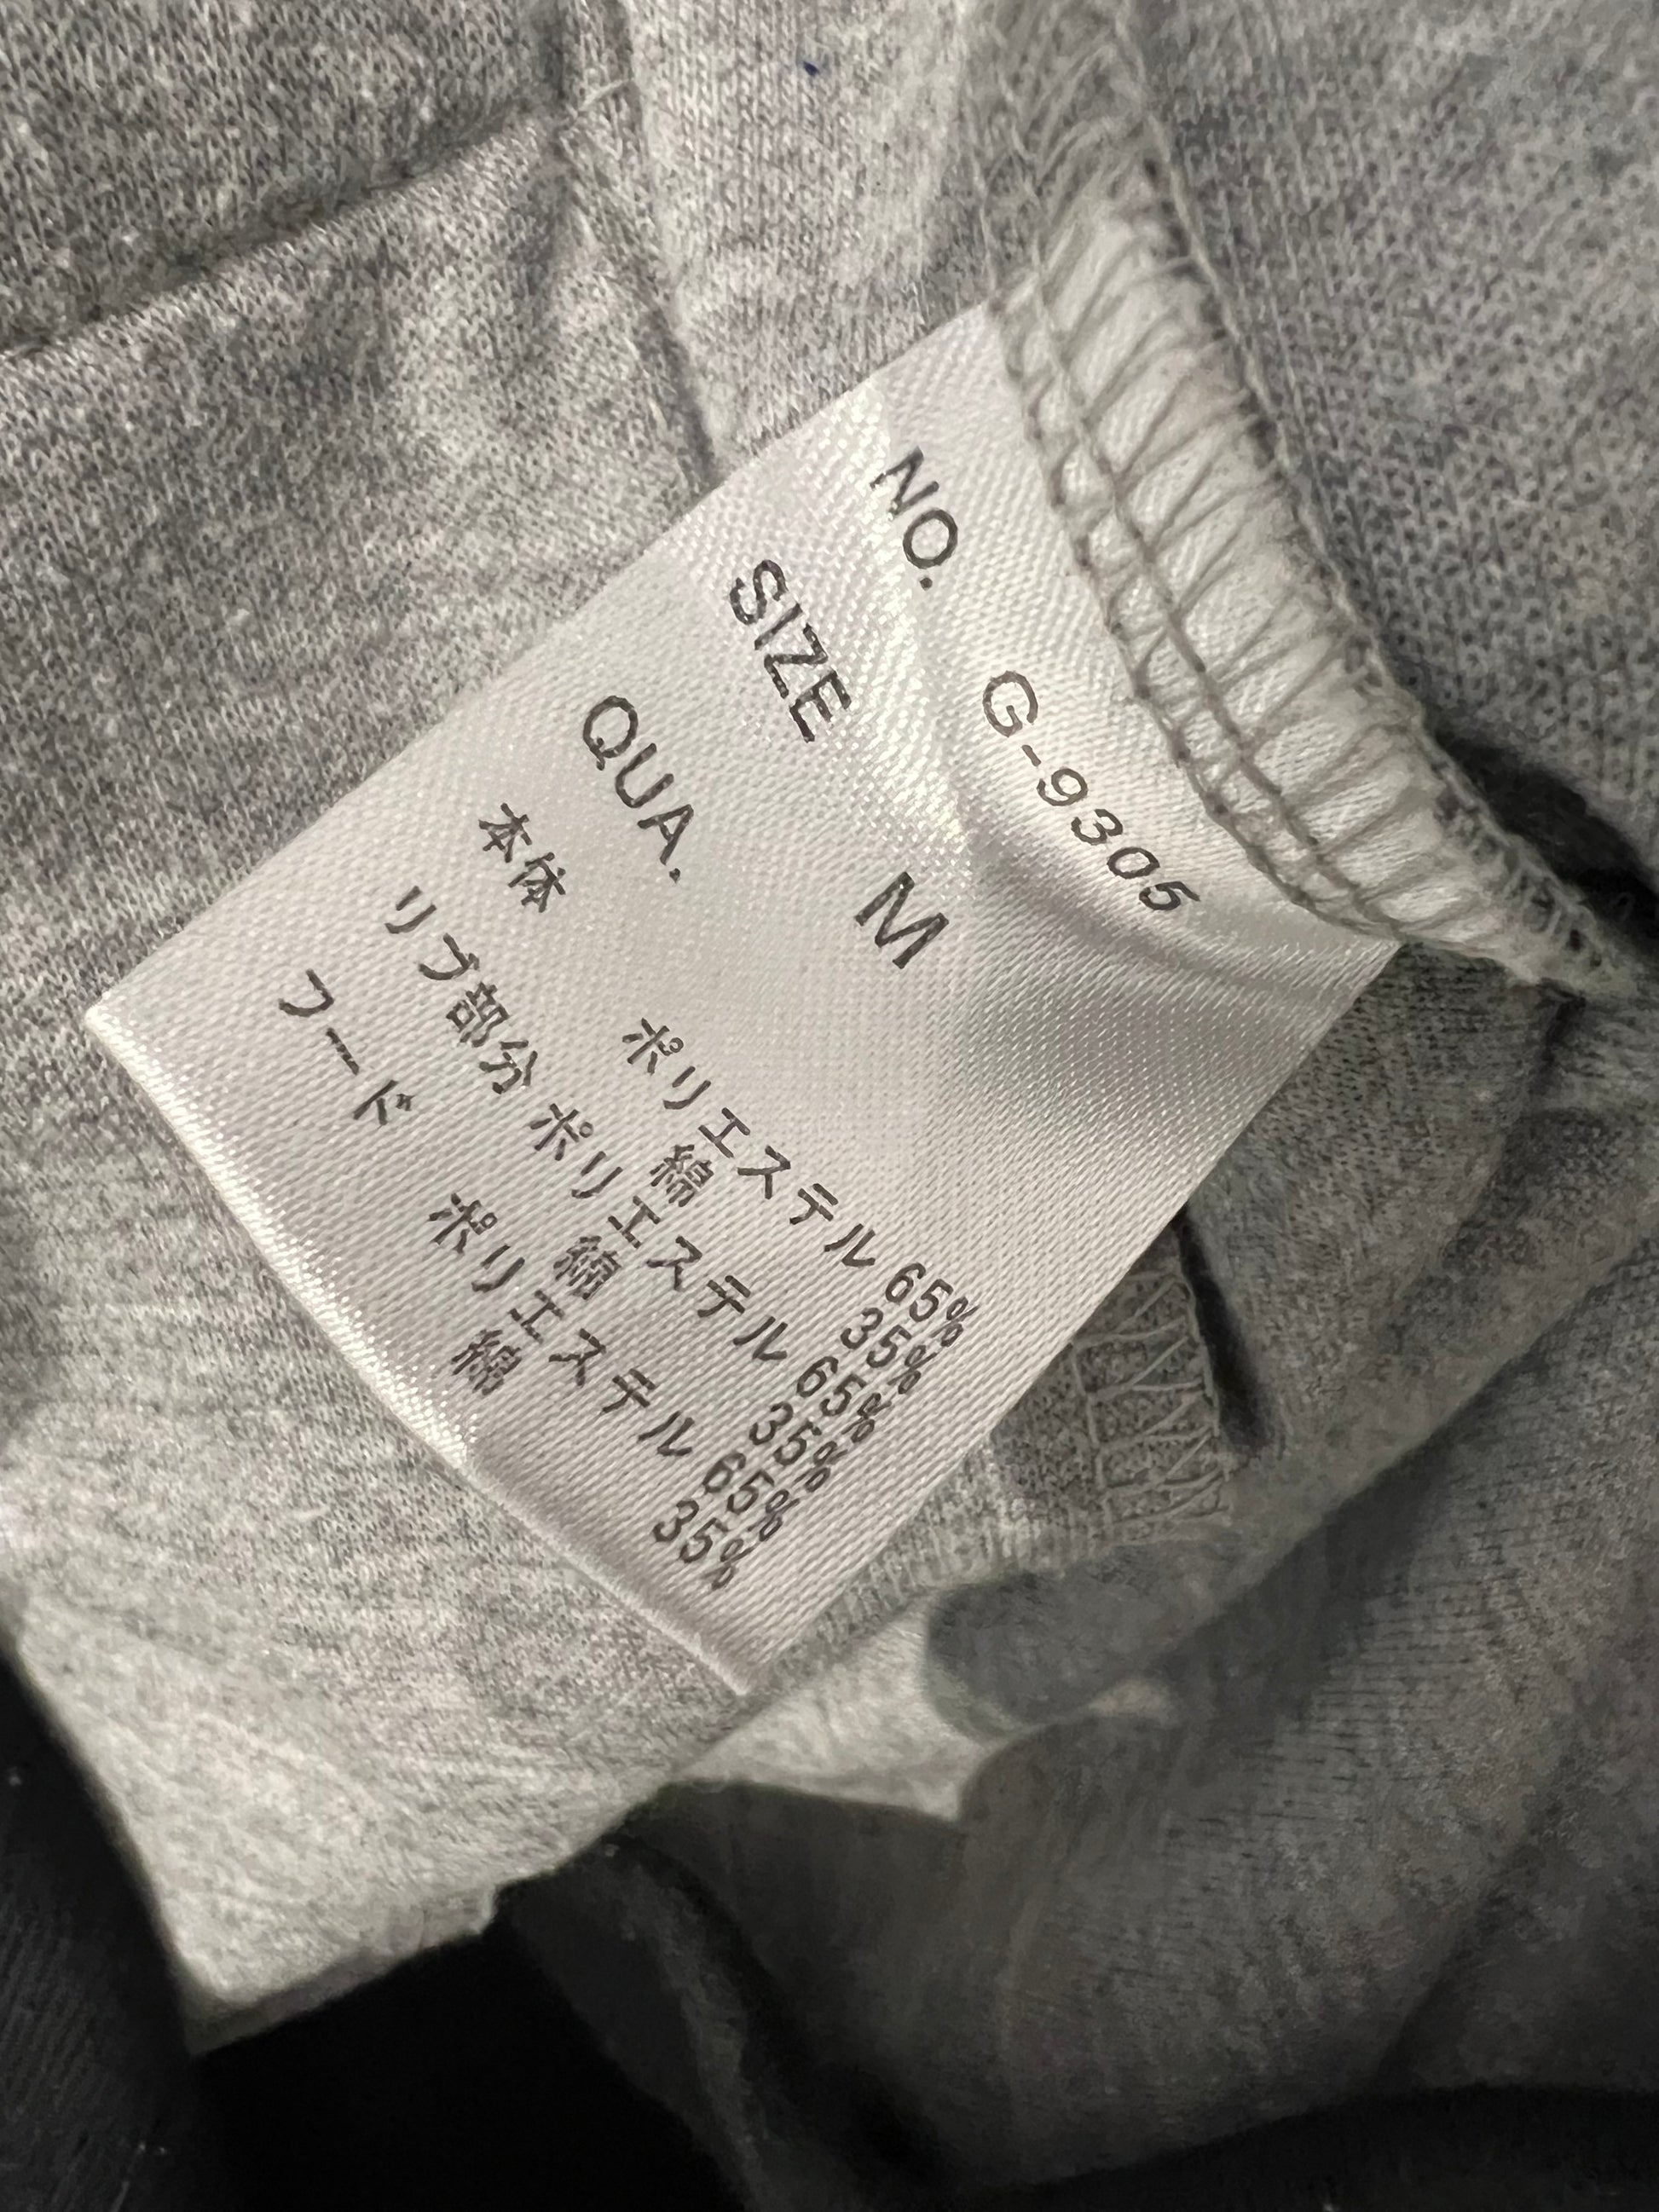 NO. G-9305
SIZE M
QUA.
本体 ポリエステル 65%
綿 35%
リブ部分 ポリエステル 65%
綿 35%
フード ポリエステル 65%
綿 35%